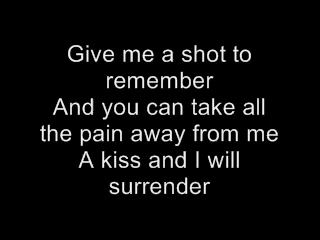 Give me a shot to
remember
And you can take all
the pain away from me
A kiss and I will
surrender